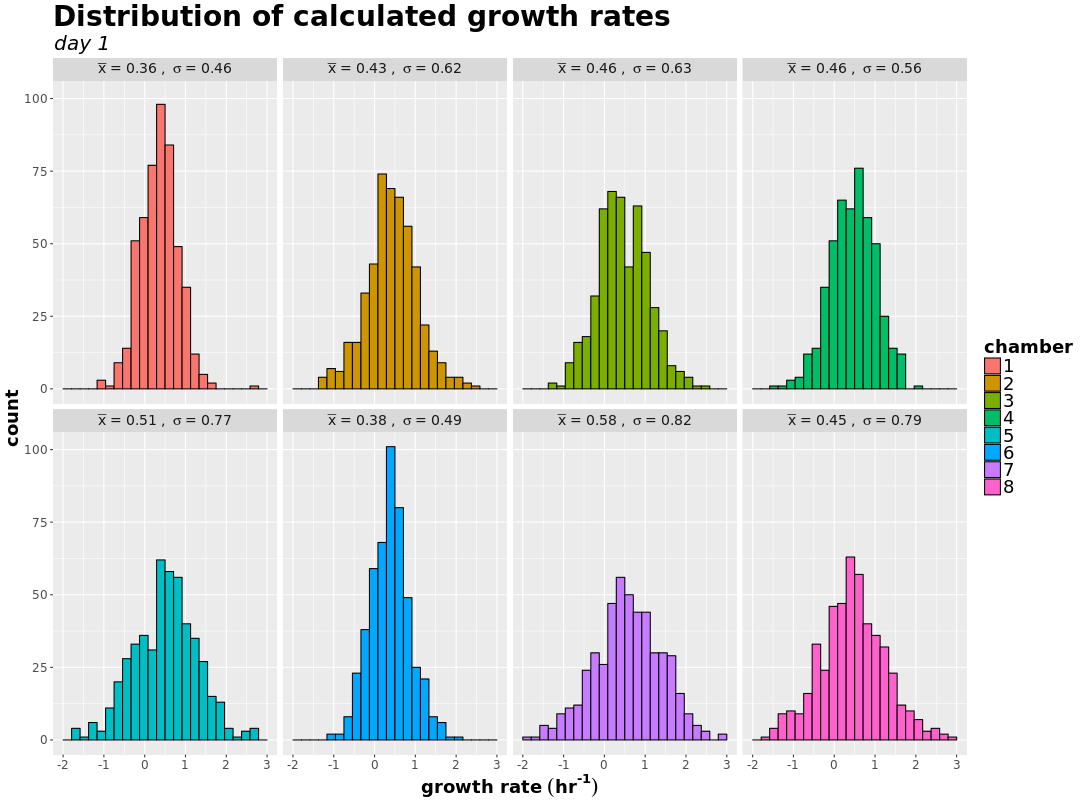 Distribution of calculated growth rates
day 1
x̅ = 0.36 , σ = 0.46
x̅ = 0.43 , σ = 0.62
x̅ = 0.46 , σ = 0.63
x̅ = 0.46 , σ = 0.56
100
75
50
25
0
x̅ = 0.51 , σ = 0.77
x̅ = 0.38 , σ = 0.49
x̅ = 0.58 , σ = 0.82
x̅ = 0.45 , σ = 0.79
100
75
50
25
0
-2 -1 0 1 2 3
-2 -1 0 1 2 3
-2 -1 0 1 2 3
-2 -1 0 1 2 3
growth rate (hr⁻¹)
count
chamber
1
2
3
4
5
6
7
8